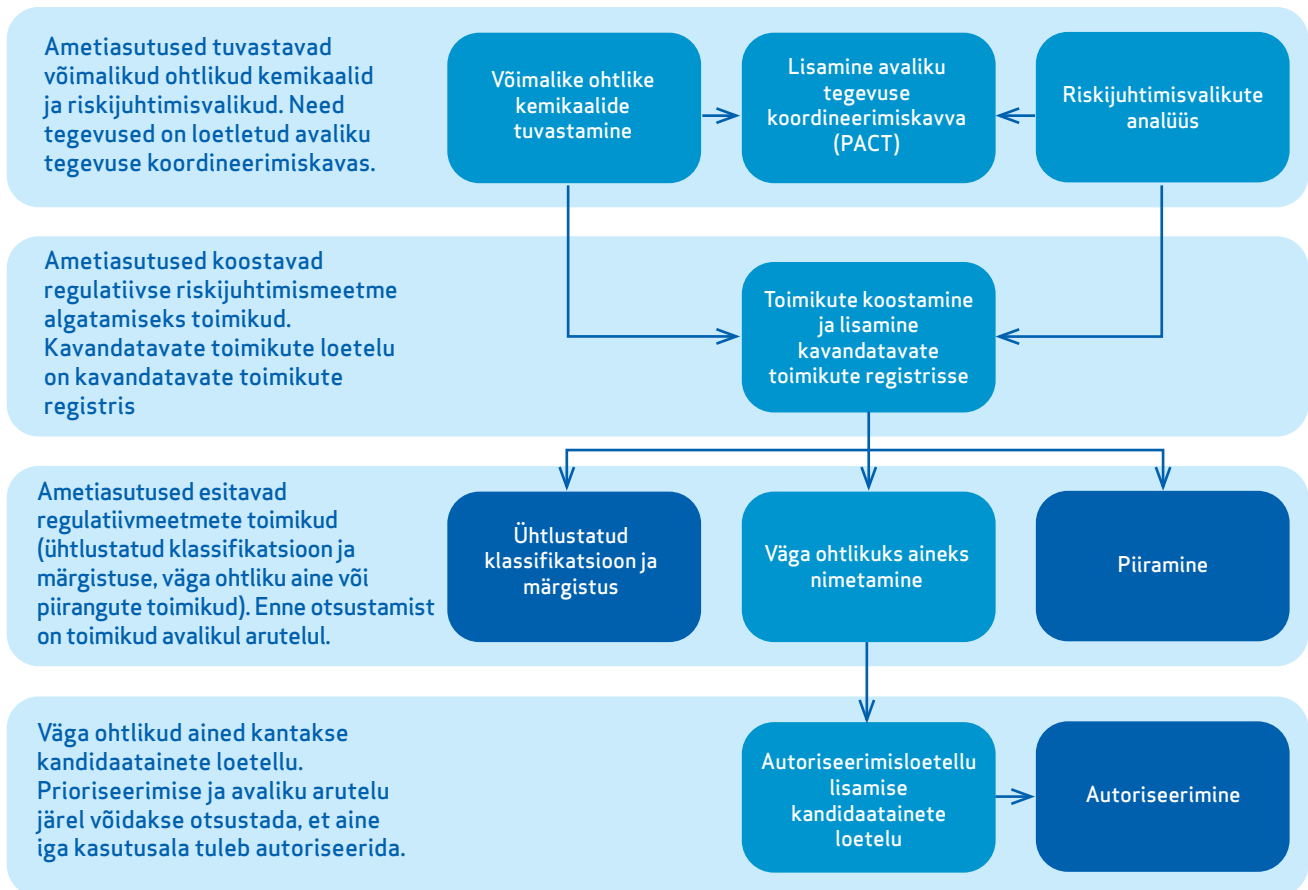 Ametiasutused tuvastavad
võimalikud ohtlikud kemikaalid
ja riskijuhtimisvalikud. Need
tegevused on loetletud avaliku
tegevuse koordineerimiskavas.
Võimalike ohtlike
kemikaalide
tuvastamine
Lisamine avaliku
tegevuse
koordineerimiskavva
(PACT)
Riskijuhtimisvalikute
analüüs
Ametiasutused koostavad
regulatiivse riskijuhtimismeetme
algatamiseks toimikud.
Kavandatavate toimikute loetelu
on kavandatavate toimikute
registris
Toimikute koostamine
ja lisamine
kavandatavate
toimikute registrisse
Ametiasutused esitavad
regulatiivmeetmete toimikud
(ühtlustatud klassifikatsioon ja
märgistuse, väga ohtliku aine või
piirangute toimikud). Enne otsustamist
on toimikud avalikul arutelul.
Ühtlustatud
klassifikatsioon ja
märgistus
Väga ohtlikuks aineks
nimetamine
Piiramine
Väga ohtlikud ained kantakse
kandidaatainete loetellu.
Prioriseerimise ja avaliku arutelu
järel võidakse otsustada, et aine
iga kasutusala tuleb autoriseerida.
Autoriseerimisloetellu
lisamise
kandidaatainete
loetelu
Autoriseerimine